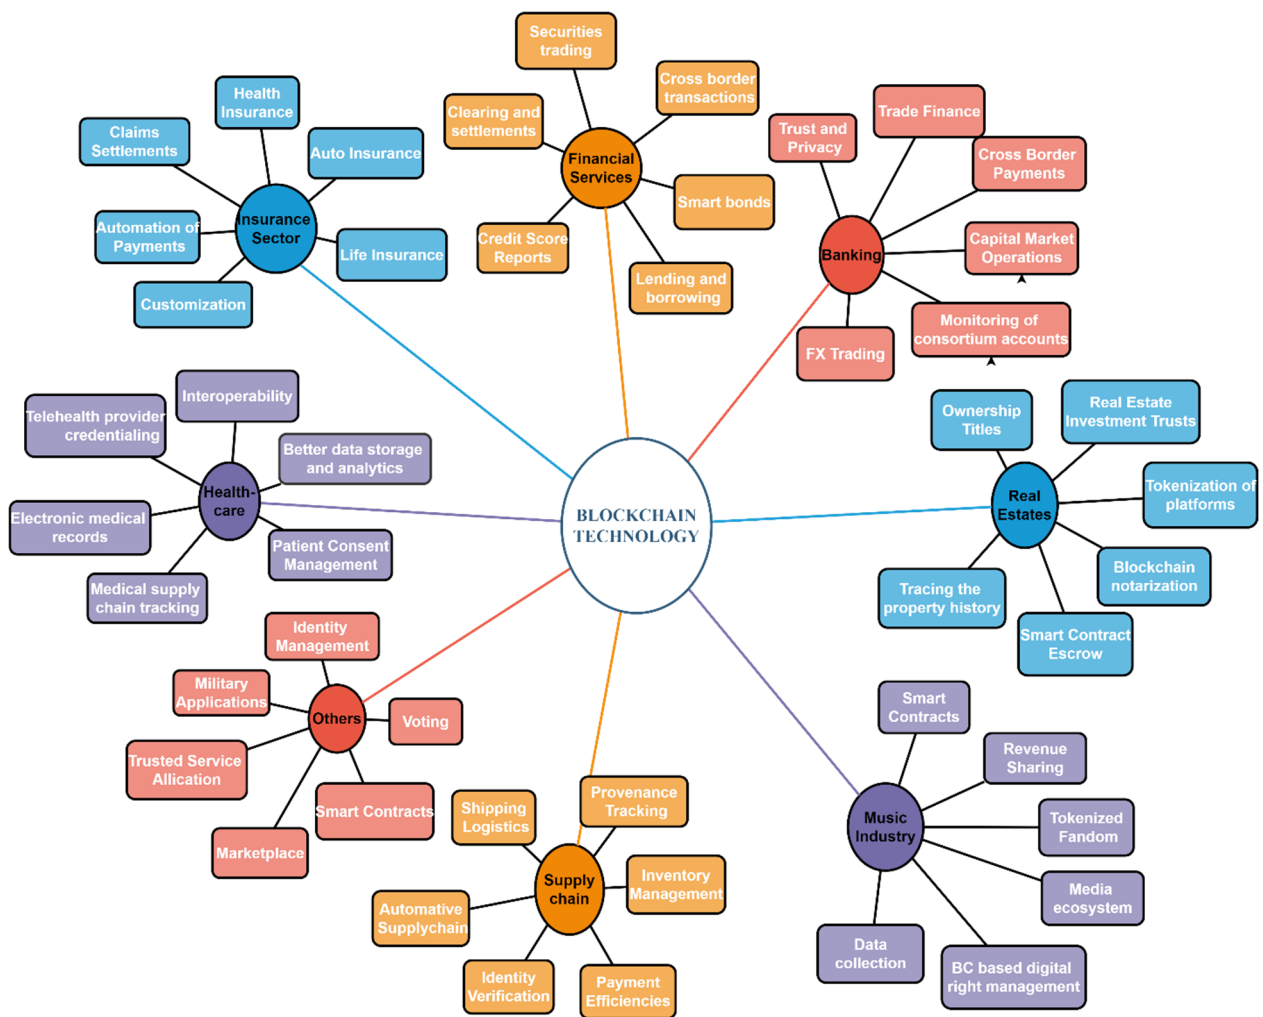 Securities
trading
Cross border
transactions
Clearing and
settlements
Financial
Services
Smart bonds
Credit Score
Reports
Lending and
borrowing
Health
Insurance
Claims
Settlements
Auto Insurance
Insurance
Sector
Automation of
Payments
Life Insurance
Customization
Trade Finance
Trust and
Privacy
Cross Border
Payments
Banking
Capital Market
Operations
Monitoring of
consortium accounts
FX Trading
Interoperability
Telehealth provider
credentialing
Better data storage
and analytics
Health-
care
Electronic medical
records
Patient Consent
Management
Medical supply
chain tracking
BLOCKCHAIN
TECHNOLOGY
Ownership
Titles
Real Estate
Investment Trusts
Real
Estates
Tokenization of
platforms
Blockchain
notarization
Tracing the
property history
Smart Contract
Escrow
Identity
Management
Military
Applications
Others
Voting
Trusted Service
Allication
Smart Contracts
Marketplace
Provenance
Tracking
Shipping
Logistics
Supply
chain
Inventory
Management
Automative
Supplychain
Identity
Verification
Payment
Efficiencies
Smart
Contracts
Revenue
Sharing
Music
Industry
Tokenized
Fandom
Media
ecosystem
Data
collection
BC based digital
right management